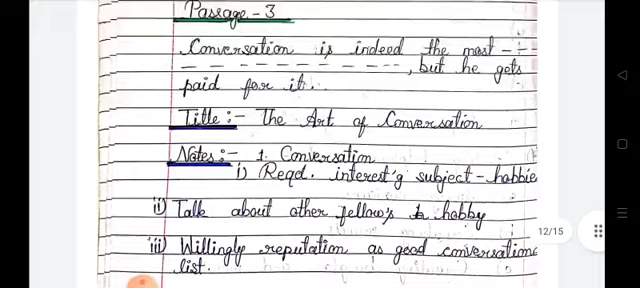 Passage - 3
Conversation is indeed the most - -
- - - - - - - - - - - - , but he gets
paid for it.
Title :- The Art of Conversation
Notes :- 1. Conversation
i) Reqd. interest'g subject - hobbie
ii) Talk about other fellow's hobby
iii) Willingly reputation as good conversationa
list.
12/15